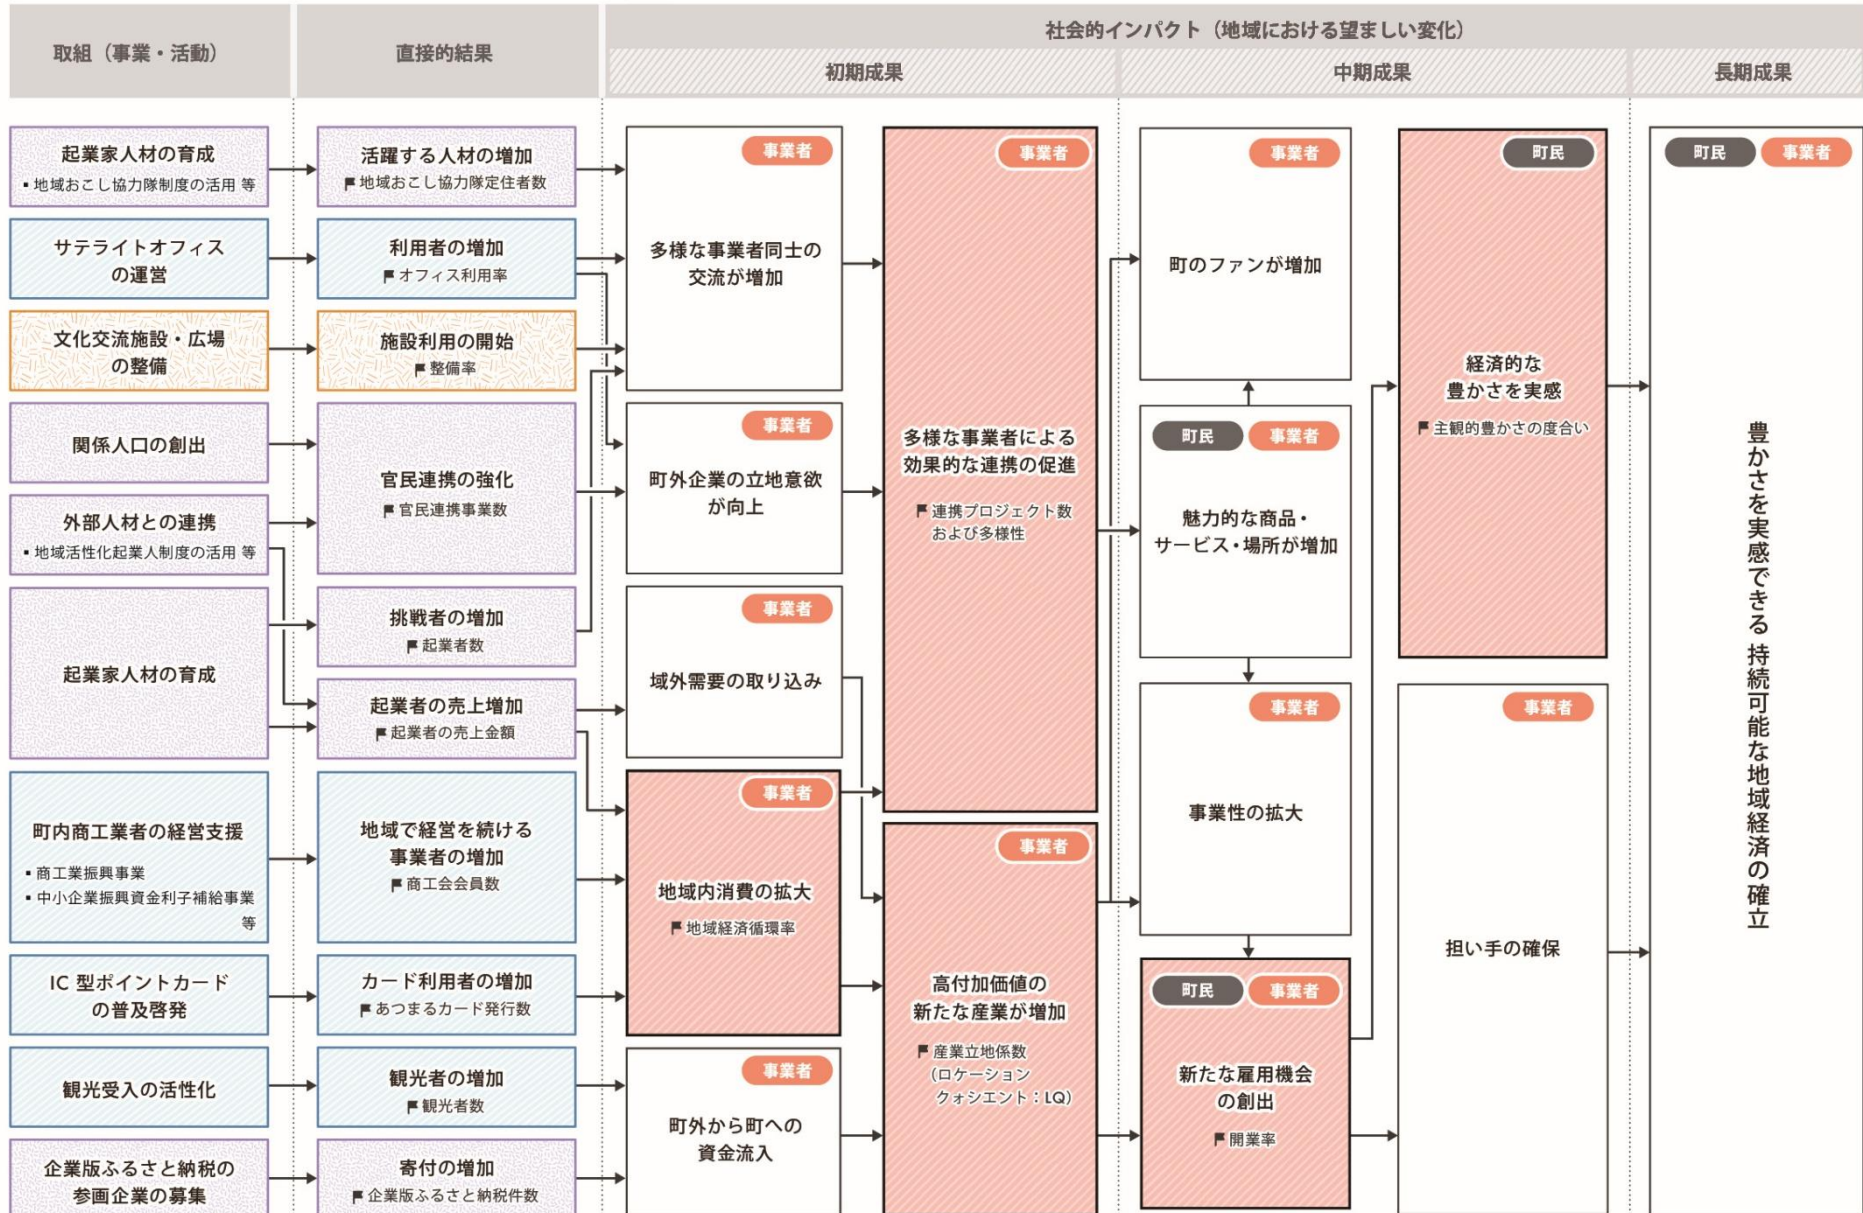 取組（事業・活動）
直接的結果
社会的インパクト（地域における望ましい変化）
初期成果
中期成果
長期成果
起業家人材の育成
▪ 地域おこし協力隊制度の活用 等
サテライトオフィス
の運営
文化交流施設・広場
の整備
関係人口の創出
外部人材との連携
▪ 地域活性化起業人制度の活用 等
起業家人材の育成
町内商工業者の経営支援
▪ 商工業振興事業
▪ 中小企業振興資金利子補給事業
等
IC 型ポイントカード
の普及啓発
観光受入の活性化
企業版ふるさと納税の
参画企業の募集
活躍する人材の増加
地域おこし協力隊定住者数
利用者の増加
オフィス利用率
施設利用の開始
整備率
官民連携の強化
官民連携事業数
挑戦者の増加
起業者数
起業者の売上増加
起業者の売上金額
地域で経営を続ける
事業者の増加
商工会会員数
カード利用者の増加
あつまるカード発行数
観光者の増加
観光者数
寄付の増加
企業版ふるさと納税件数
事業者
多様な事業者同士の
交流が増加
事業者
町外企業の立地意欲
が向上
事業者
域外需要の取り込み
事業者
地域内消費の拡大
地域経済循環率
事業者
町外から町への
資金流入
事業者
多様な事業者による
効果的な連携の促進
連携プロジェクト数
および多様性
事業者
高付加価値の
新たな産業が増加
産業立地係数
(ロケーション
クォシエント：LQ)
事業者
町のファンが増加
町民 事業者
魅力的な商品・
サービス・場所が増加
事業者
事業性の拡大
町民 事業者
新たな雇用機会
の創出
開業率
町民
経済的な
豊かさを実感
主観的豊かさの度合い
事業者
担い手の確保
町民 事業者
豊かさを実感できる 持続可能な地域経済の確立